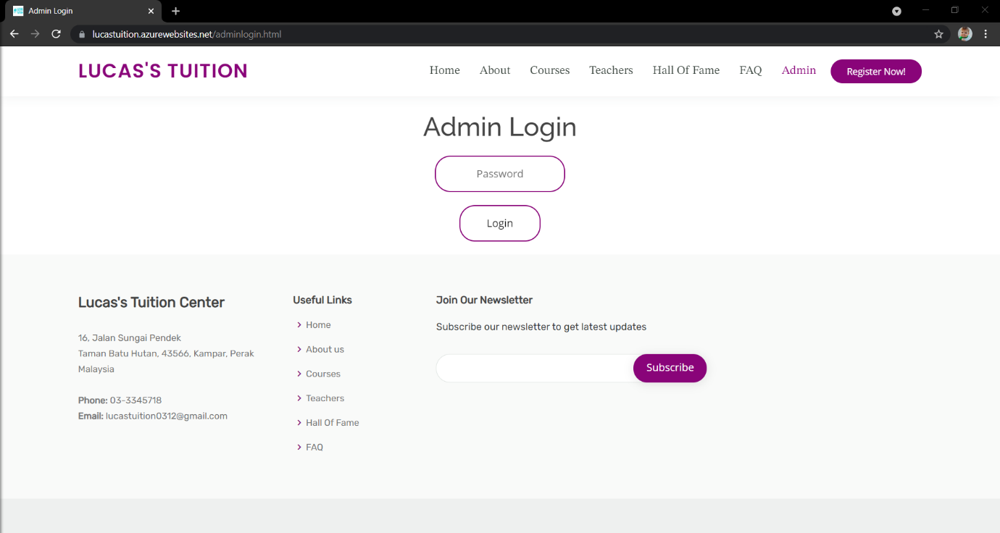 Admin Login
lucastuition.azurewebsites.net/adminlogin.html
LUCAS'S TUITION
Home
About
Courses
Teachers
Hall Of Fame
FAQ
Admin
Register Now!
Admin Login
Password
Login
Lucas's Tuition Center
16, Jalan Sungai Pendek
Taman Batu Hutan, 43566, Kampar, Perak
Malaysia
Phone: 03-3345718
Email: lucastuition0312@gmail.com
Useful Links
Home
About us
Courses
Teachers
Hall Of Fame
FAQ
Join Our Newsletter
Subscribe our newsletter to get latest updates
Subscribe